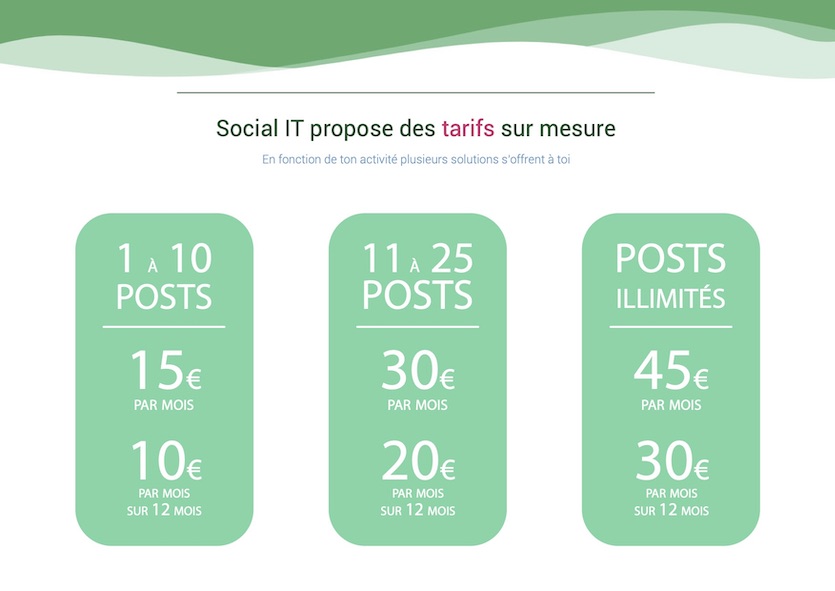 Social IT propose des tarifs sur mesure
En fonction de ton activité plusieurs solutions s'offrent à toi
1 À 10
POSTS
15€
PAR MOIS
10€
PAR MOIS
SUR 12 MOIS
11 À 25
POSTS
30€
PAR MOIS
20€
PAR MOIS
SUR 12 MOIS
POSTS
ILLIMITÉS
45€
PAR MOIS
30€
PAR MOIS
SUR 12 MOIS